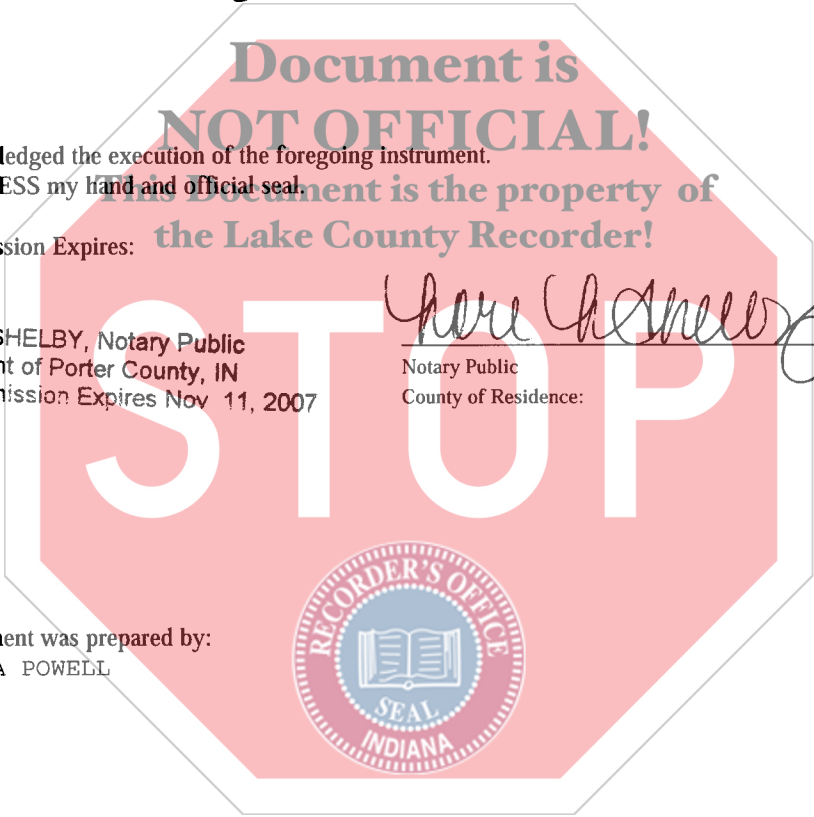 Document is
NOT OFFICIAL!
ledged the execution of the foregoing instrument.
ESS my hand and official seal.
This Document is the property of
the Lake County Recorder!
ssion Expires:
SHELBY, Notary Public
nt of Porter County, IN
nission Expires Nov 11, 2007
Notary Public
County of Residence:
STOP
RECORDER'S OFFICE
SEAL
INDIANA
nent was prepared by:
A POWELL